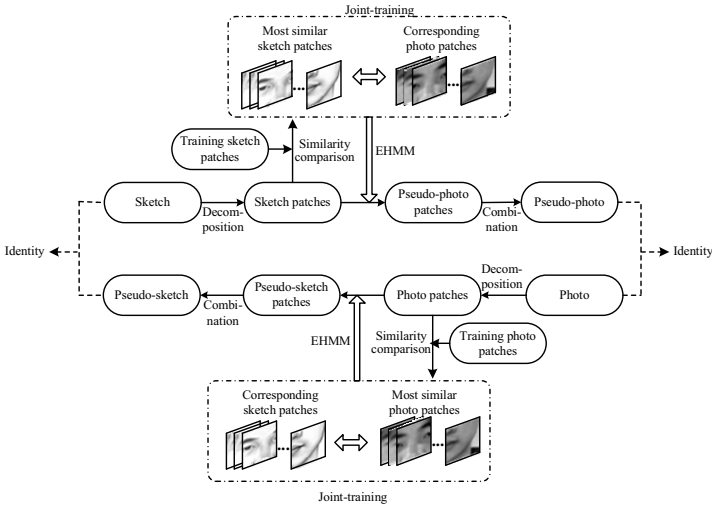 Joint-training
Most similar
sketch patches
Corresponding
photo patches
Training sketch
patches
Similarity
comparison
EHMM
Sketch
Decom-
position
Sketch patches
Pseudo-photo
patches
Combi-
nation
Pseudo-photo
Identity
Identity
Pseudo-sketch
Combi-
nation
Pseudo-sketch
patches
Photo patches
Decom-
position
Photo
EHMM
Similarity
comparison
Training photo
patches
Corresponding
sketch patches
Most similar
photo patches
Joint-training